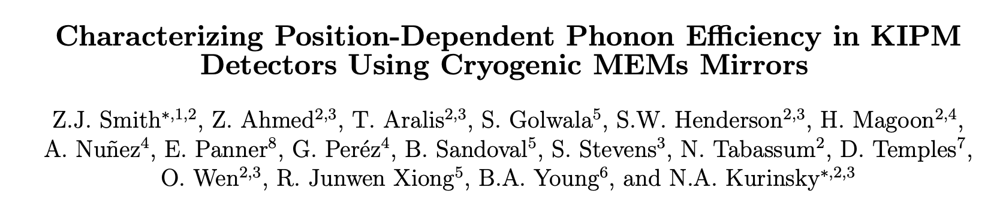 Characterizing Position-Dependent Phonon Efficiency in KIPM
Detectors Using Cryogenic MEMs Mirrors
Z.J. Smith*,1,2, Z. Ahmed2,3, T. Aralis2,3, S. Golwala5, S.W. Henderson2,3, H. Magoon2,4,
A. Nuñez4, E. Panner8, G. Peréz4, B. Sandoval5, S. Stevens3, N. Tabassum2, D. Temples7,
O. Wen2,3, R. Junwen Xiong5, B.A. Young6, and N.A. Kurinsky*,2,3